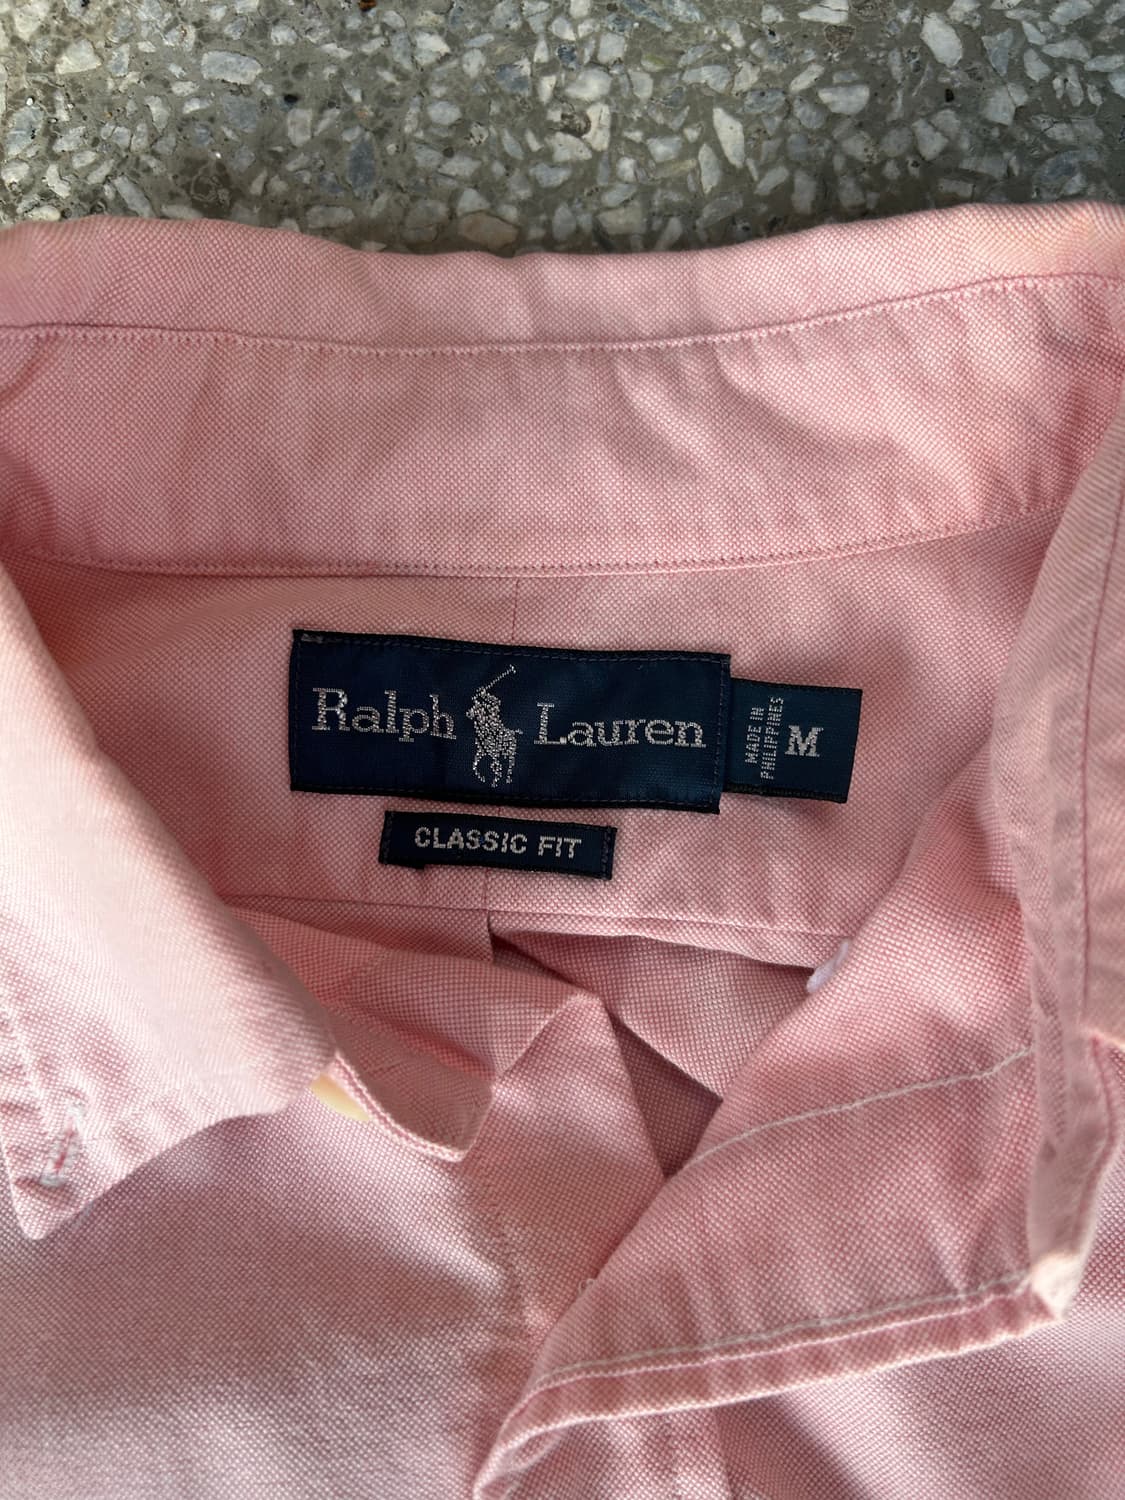 Ralph Lauren
MADE IN
PHILIPPINES
M
CLASSIC FIT